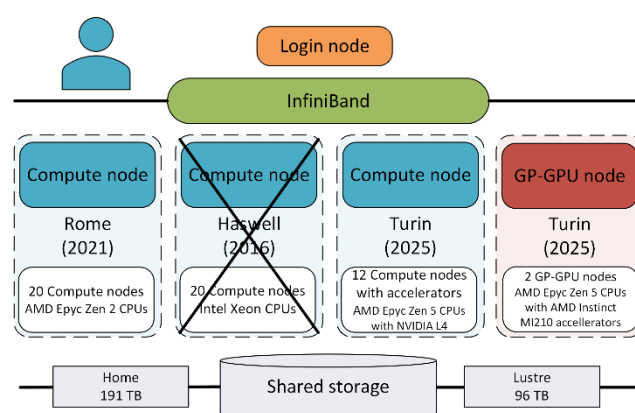 Login node
InfiniBand
Compute node
Rome
(2021)
20 Compute nodes
AMD Epyc Zen 2 CPUs
Compute node
Haswell
(2016)
20 Compute nodes
Intel Xeon CPUs
Compute node
Turin
(2025)
12 Compute nodes
with accelerators
AMD Epyc Zen 5 CPUs
with NVIDIA L4
GP-GPU node
Turin
(2025)
2 GP-GPU nodes
AMD Epyc Zen 5 CPUs
with AMD Instinct
MI210 accellerators
Home
191 TB
Shared storage
Lustre
96 TB